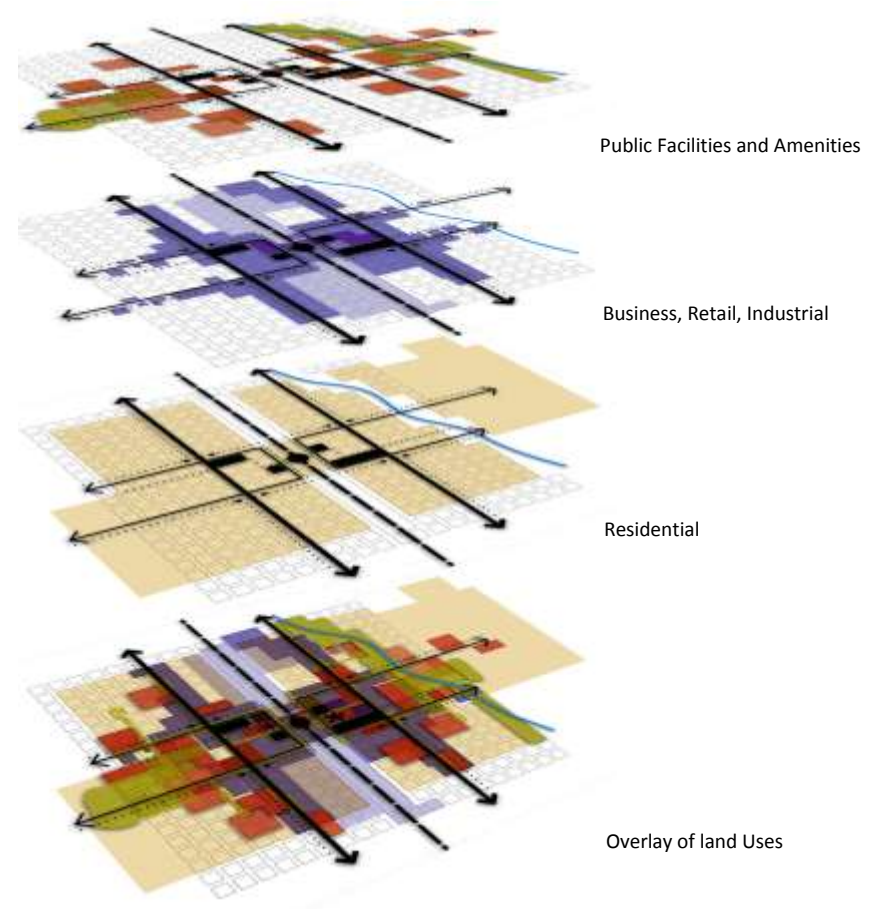 Public Facilities and Amenities
Business, Retail, Industrial
Residential
Overlay of land Uses